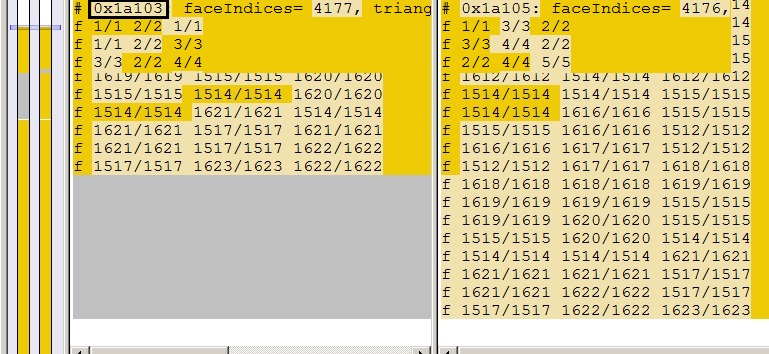 # 0x1a103: faceIndices= 4177, triang
f 1/1 2/2 1/1
f 1/1 2/2 3/3
f 3/3 2/2 4/4
f 1619/1619 1515/1515 1620/1620
f 1515/1515 1514/1514 1620/1620
f 1514/1514 1621/1621 1514/1514
f 1621/1621 1517/1517 1621/1621
f 1621/1621 1517/1517 1622/1622
f 1517/1517 1623/1623 1622/1622
# 0x1a105: faceIndices= 4176, 14
f 1/1 3/3 2/2 14
f 3/3 4/4 2/2 15
f 2/2 4/4 5/5 15
f 1612/1612 1514/1514 1612/1612
f 1514/1514 1514/1514 1515/1515
f 1514/1514 1616/1616 1515/1515
f 1515/1515 1616/1616 1512/1512
f 1616/1616 1617/1617 1512/1512
f 1512/1512 1617/1617 1618/1618
f 1618/1618 1618/1618 1619/1619
f 1619/1619 1619/1619 1515/1515
f 1619/1619 1620/1620 1515/1515
f 1515/1515 1620/1620 1514/1514
f 1514/1514 1514/1514 1621/1621
f 1621/1621 1621/1621 1517/1517
f 1621/1621 1622/1622 1517/1517
f 1517/1517 1622/1622 1623/1623